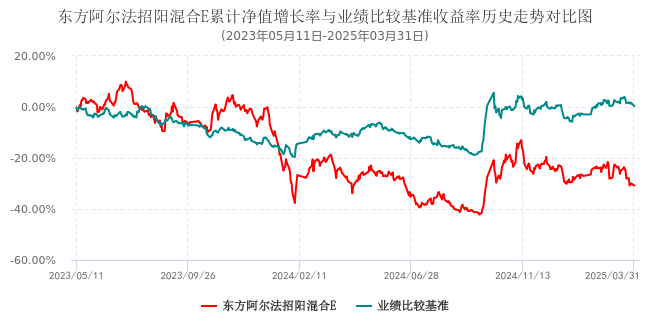 东方阿尔法招阳混合E累计净值增长率与业绩比较基准收益率历史走势对比图
(2023年05月11日-2025年03月31日)
20.00%
0.00%
-20.00%
-40.00%
-60.00%
2023/05/11 2023/09/26 2024/02/11 2024/06/28 2024/11/13 2025/03/31
东方阿尔法招阳混合E 业绩比较基准